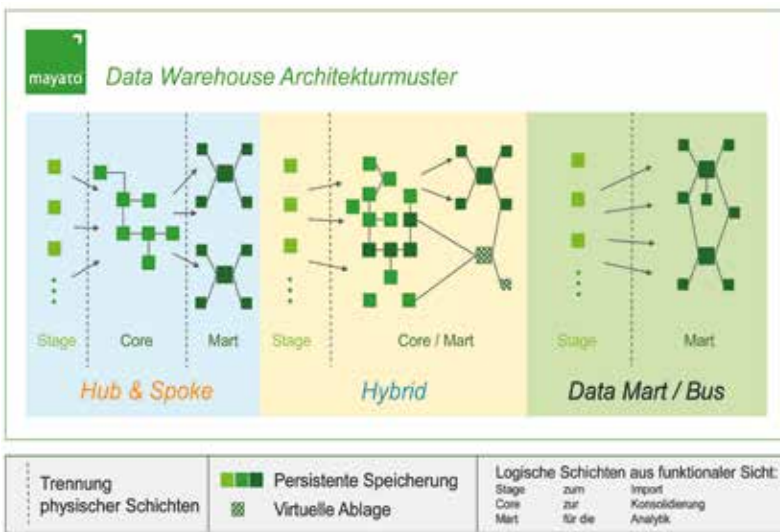 mayato
Data Warehouse Architekturmuster
Stage Core Mart
Hub & Spoke
Stage Core / Mart
Hybrid
Stage Mart
Data Mart / Bus
Trennung
physischer Schichten
Persistente Speicherung
Virtuelle Ablage
Logische Schichten aus funktionaler Sicht:
Stage zum Import
Core zur Konsolidierung
Mart für die Analytik